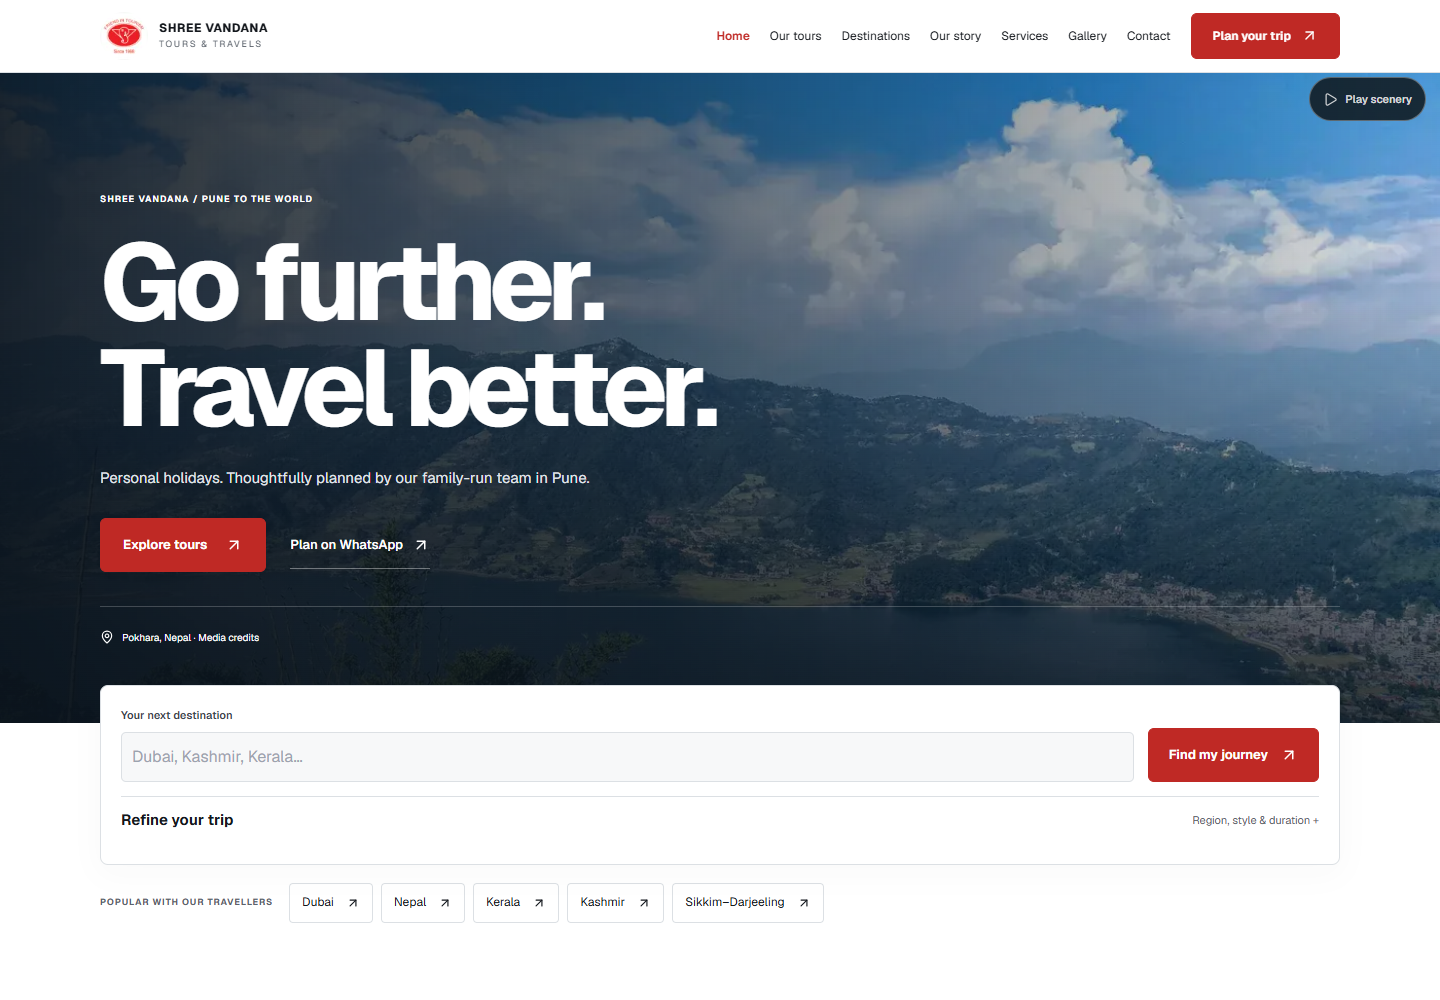 SHREE VANDANA
TOURS & TRAVELS
Since 1986
Home
Our tours
Destinations
Our story
Services
Gallery
Contact
Plan your trip
Play scenery
SHREE VANDANA / PUNE TO THE WORLD
Go further.
Travel better.
Personal holidays. Thoughtfully planned by our family-run team in Pune.
Explore tours
Plan on WhatsApp
Pokhara, Nepal · Media credits
Your next destination
Dubai, Kashmir, Kerala...
Find my journey
Refine your trip
Region, style & duration +
POPULAR WITH OUR TRAVELLERS
Dubai
Nepal
Kerala
Kashmir
Sikkim–Darjeeling